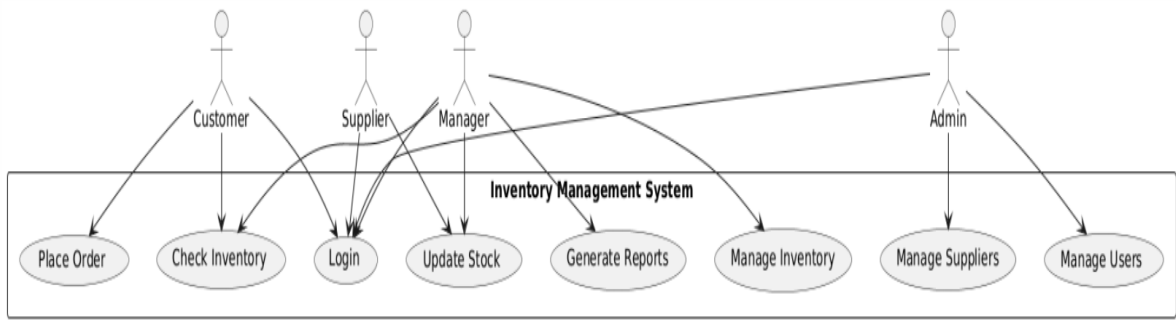 Customer
Supplier
Manager
Admin
Inventory Management System
Place Order
Check Inventory
Login
Update Stock
Generate Reports
Manage Inventory
Manage Suppliers
Manage Users